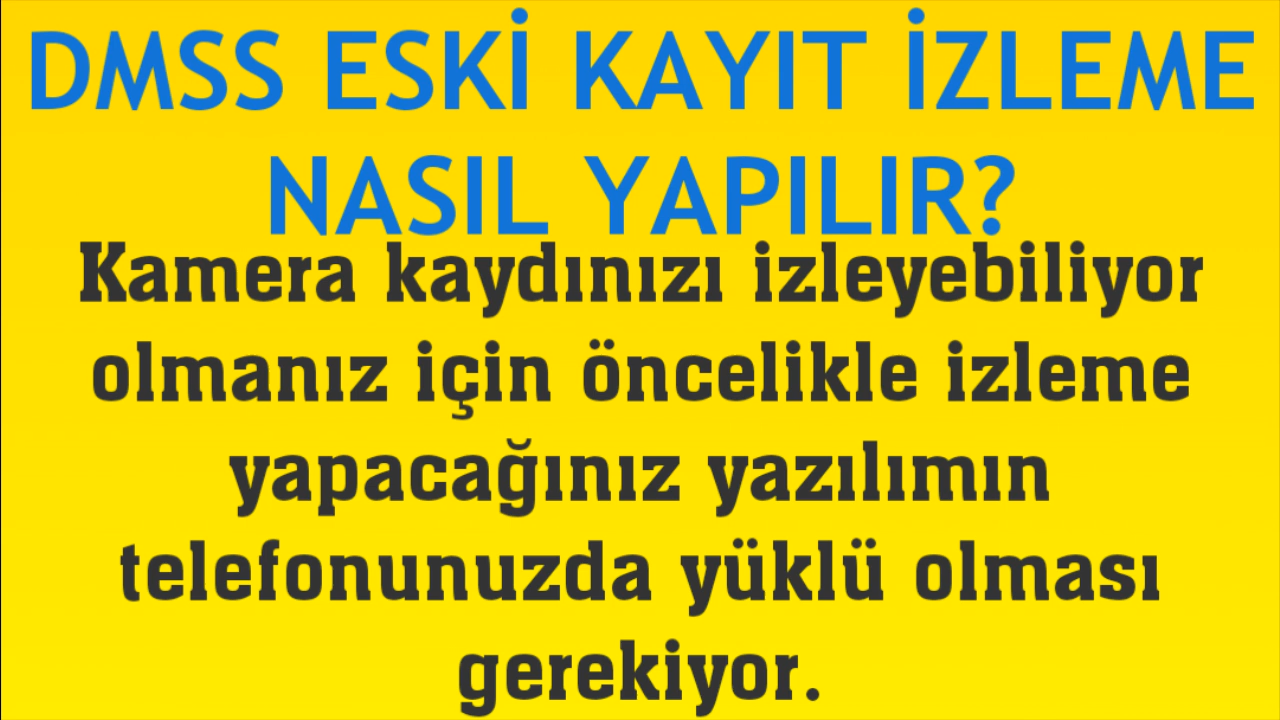 DMSS ESKİ KAYIT İZLEME
NASIL YAPILIR?
Kamera kaydınızı izleyebiliyor
olmanız için öncelikle izleme
yapacağınız yazılımın
telefonunuzda yüklü olması
gerekiyor.